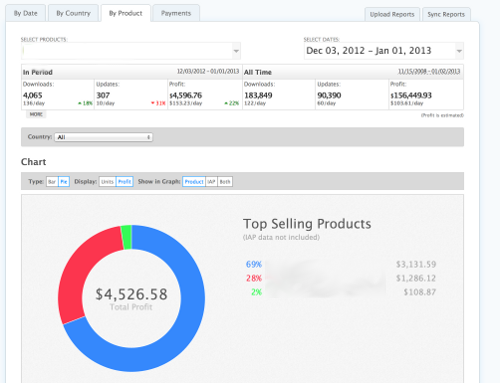 By Date By Country By Product Payments
Upload Reports Sync Reports
SELECT PRODUCTS: SELECT DATES:
Dec 03, 2012 – Jan 01, 2013
In Period 12/03/2012 - 01/01/2013 All Time 11/15/2008 - 01/02/2013
Downloads: Updates: Profit: Downloads: Updates: Profit:
4,065 307 $4,596.76 183,849 90,390 $156,449.93
136/day 18% 10/day 31% $153.23/day 22% 122/day 60/day $103.61/day
MORE (Profit is estimated)
Country: All
Chart
Type: Bar Pie Display: Units Profit Show in Graph: Product IAP Both
Top Selling Products
(IAP data not included)
69% $3,131.59
28% $1,286.12
2% $108.87
$4,526.58
Total Profit